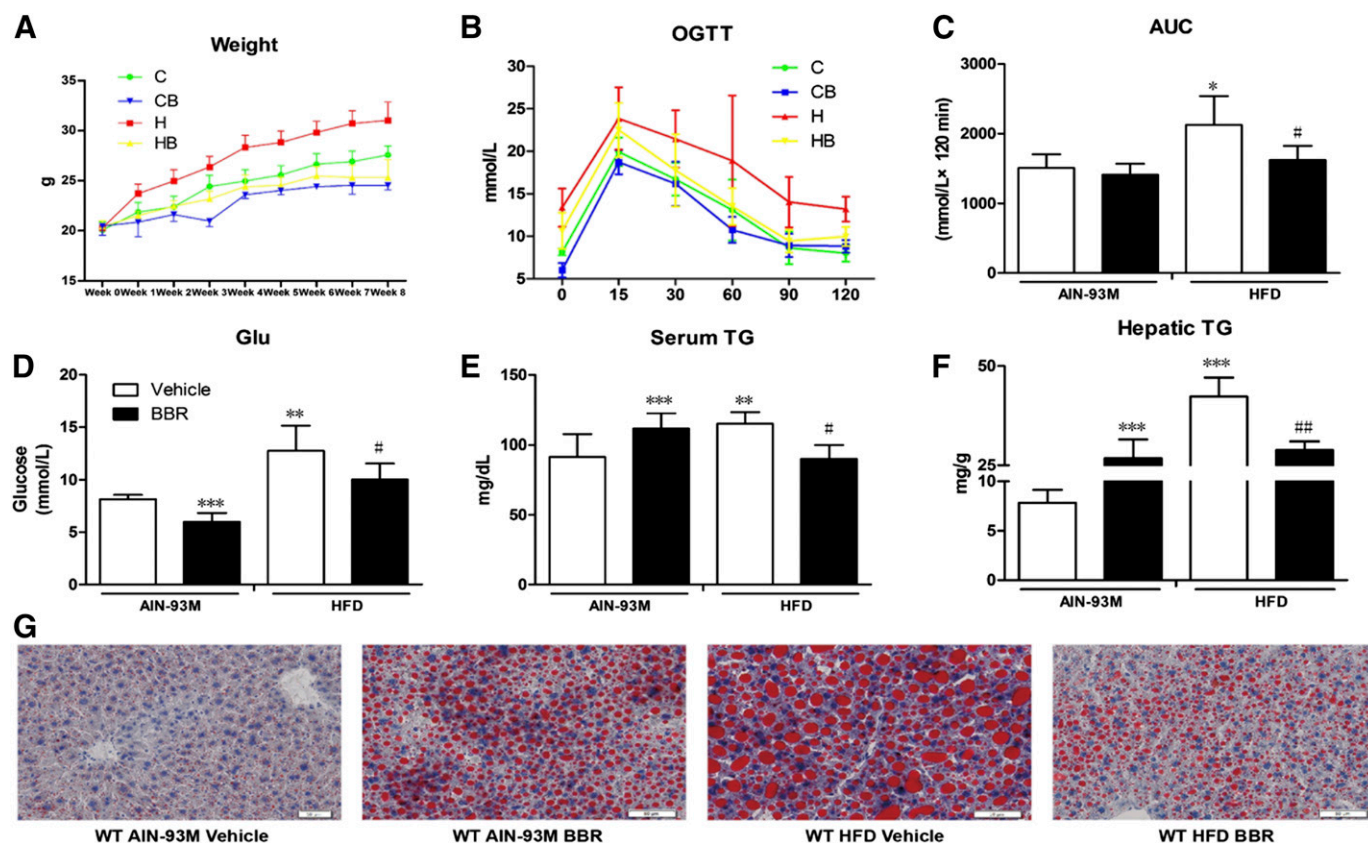 A
Weight
C
CB
H
HB
g
35
30
25
20
15
Week 0 Week 1 Week 2 Week 3 Week 4 Week 5 Week 6 Week 7 Week 8
B
OGTT
C
CB
H
HB
mmol/L
30
25
20
15
10
5
0 15 30 60 90 120
C
AUC
(mmol/L× 120 min)
3000
2000
1000
0
*
#
AIN-93M HFD
D
Glu
Vehicle
BBR
Glucose
(mmol/L)
20
15
10
5
0
***
**
#
AIN-93M HFD
E
Serum TG
mg/dL
150
100
50
0
***
**
#
AIN-93M HFD
F
Hepatic TG
mg/g
50
25
10
5
0
***
***
##
AIN-93M HFD
G
WT AIN-93M Vehicle
WT AIN-93M BBR
WT HFD Vehicle
WT HFD BBR